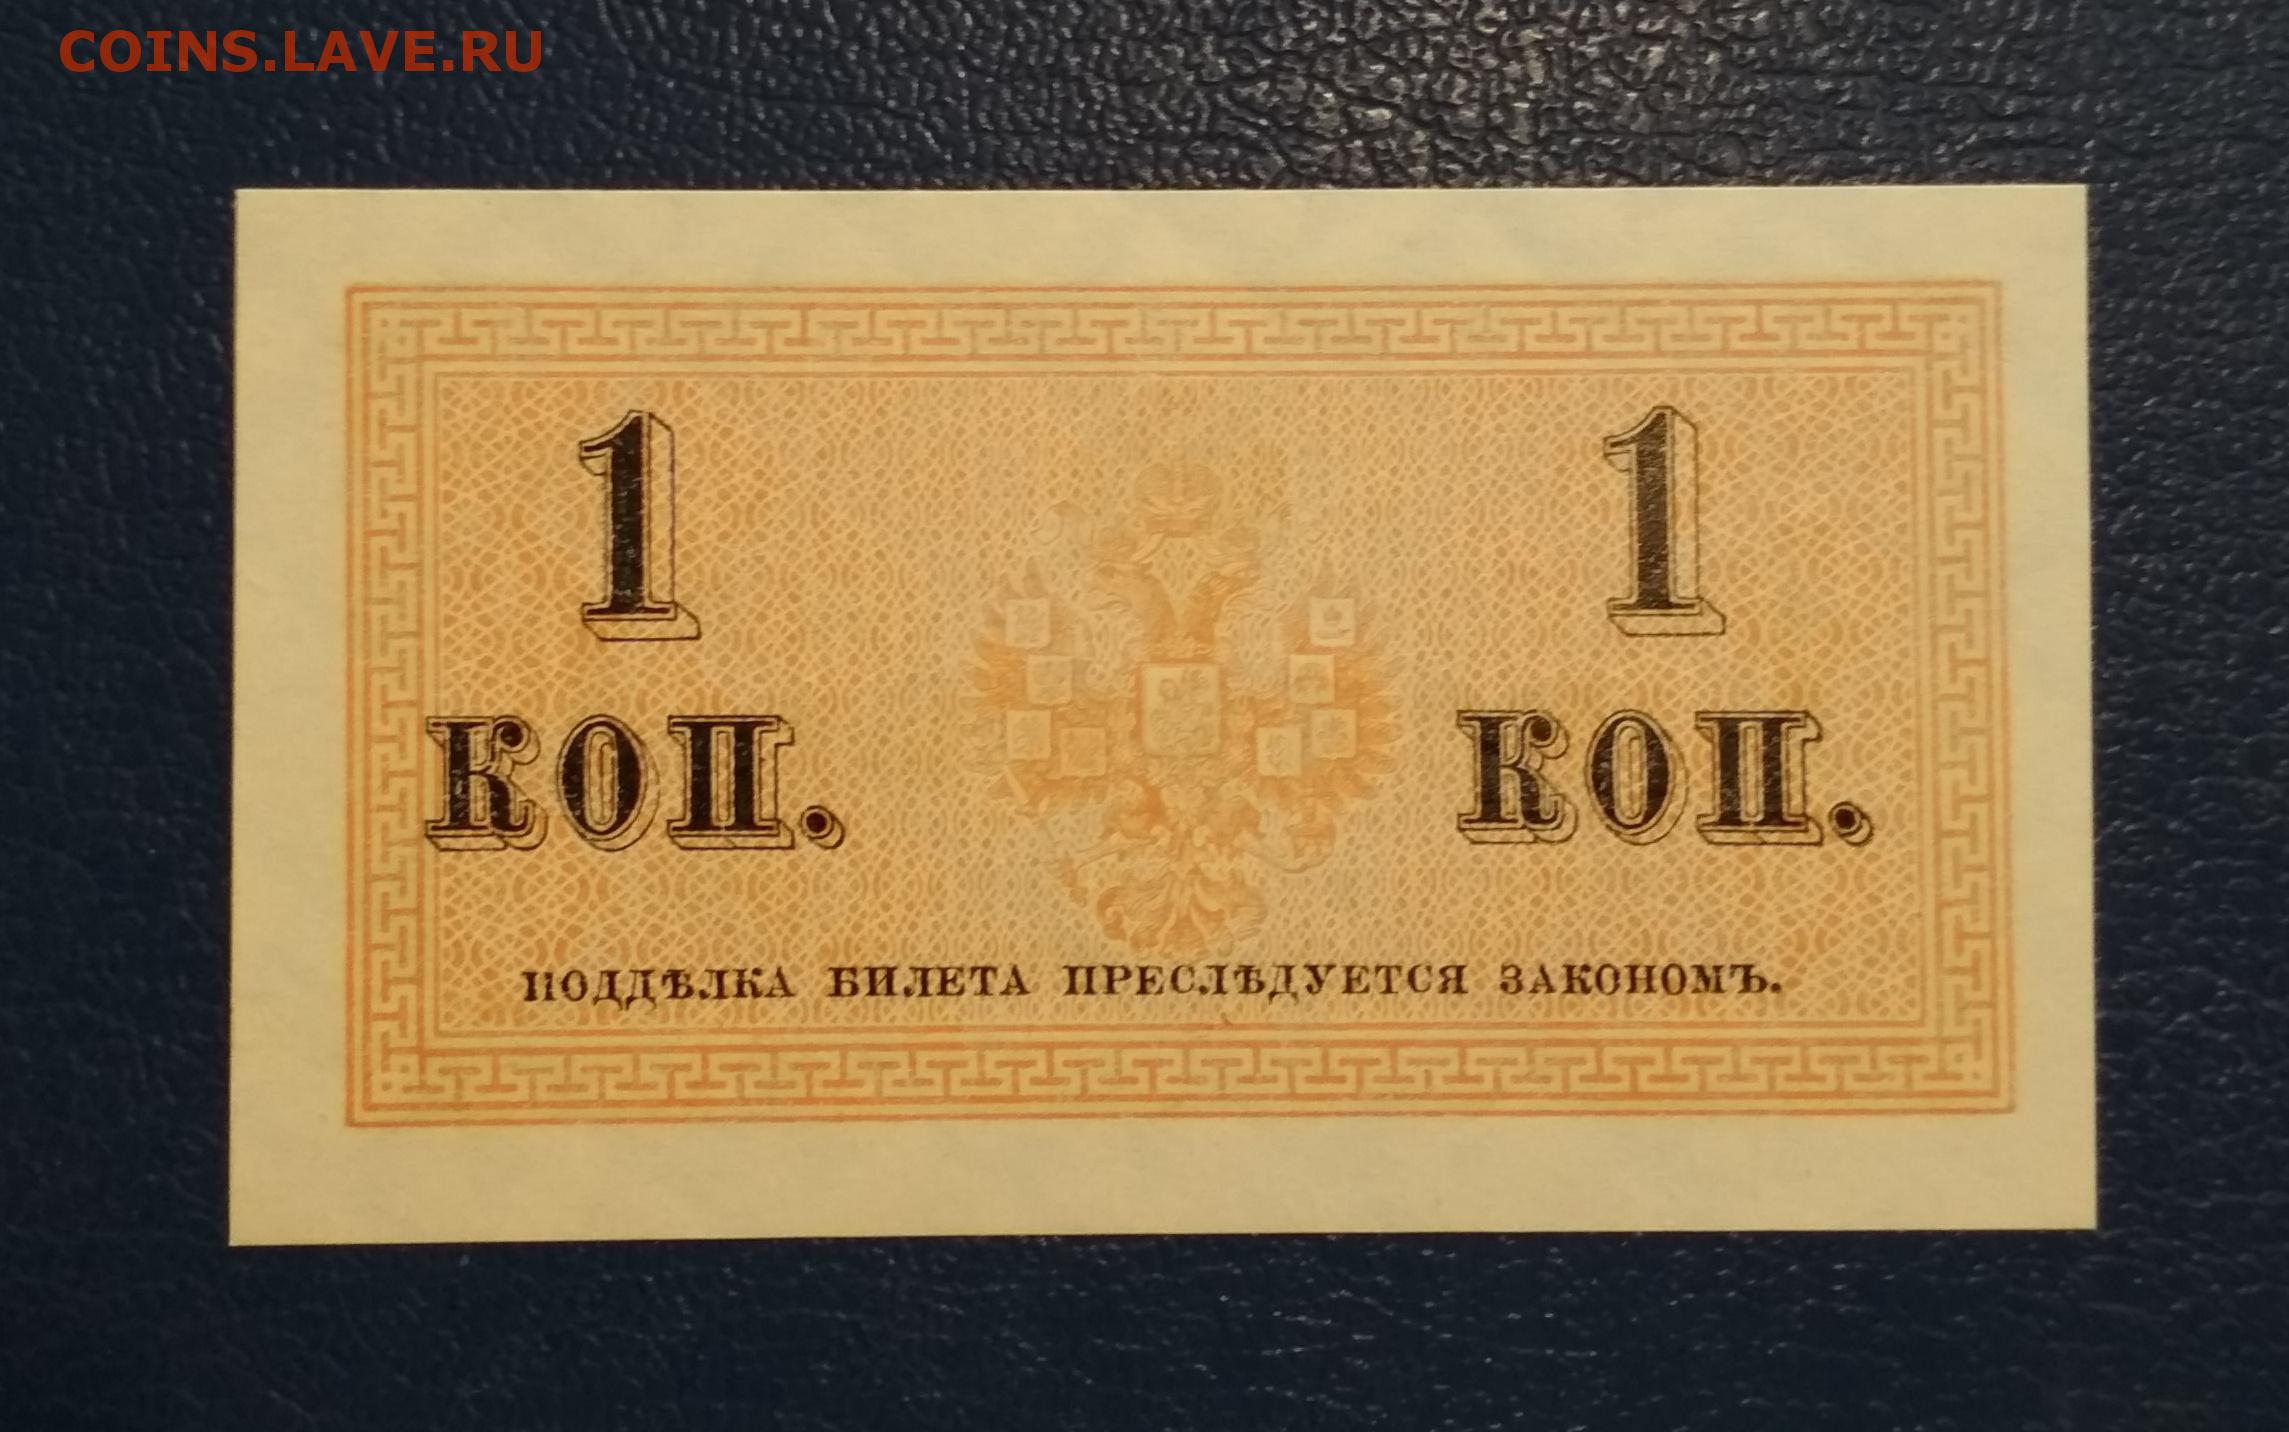 COINS.LAVE.RU
1 1
КОП. КОП.
ПОДДѢЛКА БИЛЕТА ПРЕСЛѢДУЕТСЯ ЗАКОНОМЪ.